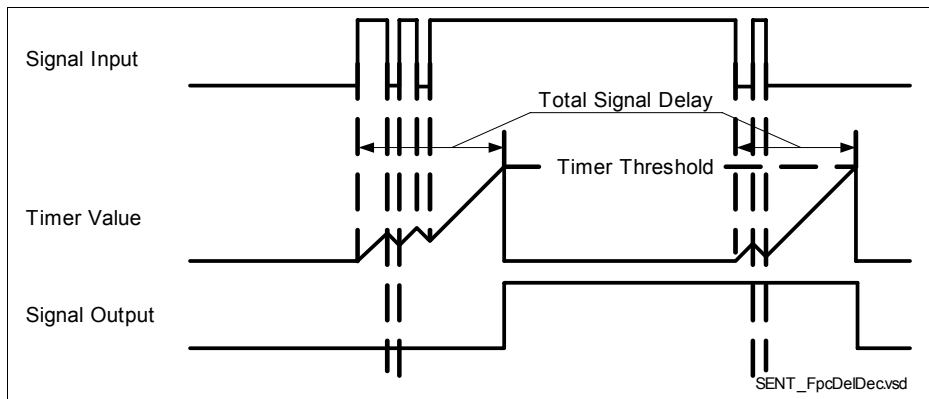 Signal Input
Total Signal Delay
Timer Threshold
Timer Value
Signal Output
SENT_FpcDelDec.vsd